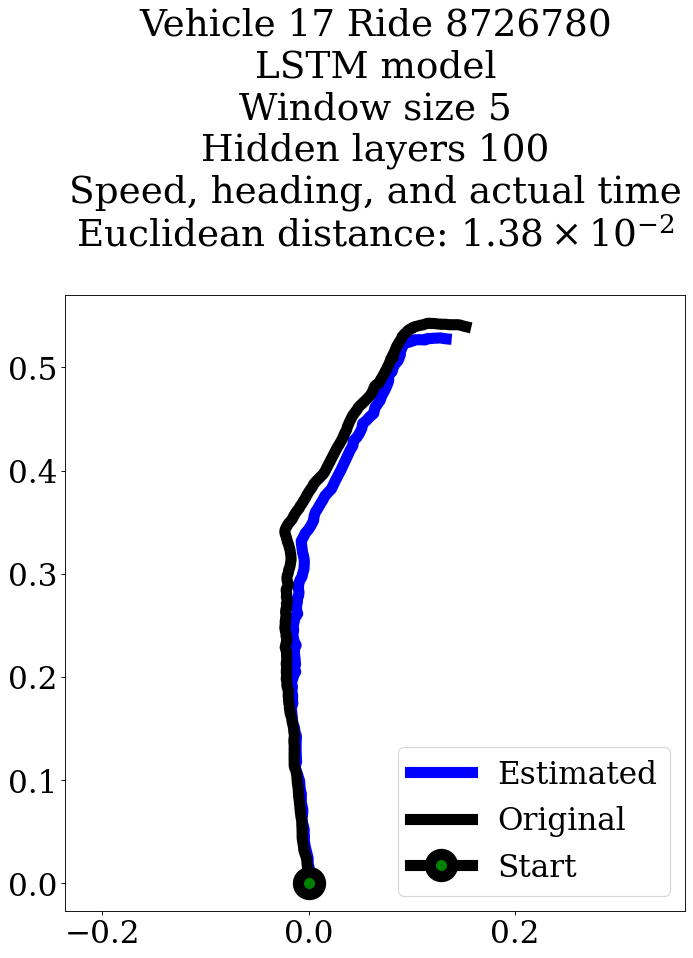 Vehicle 17 Ride 8726780
LSTM model
Window size 5
Hidden layers 100
Speed, heading, and actual time
Euclidean distance: 1.38 × 10⁻²
0.5
0.4
0.3
0.2
0.1
0.0
−0.2
0.0
0.2
Estimated
Original
Start